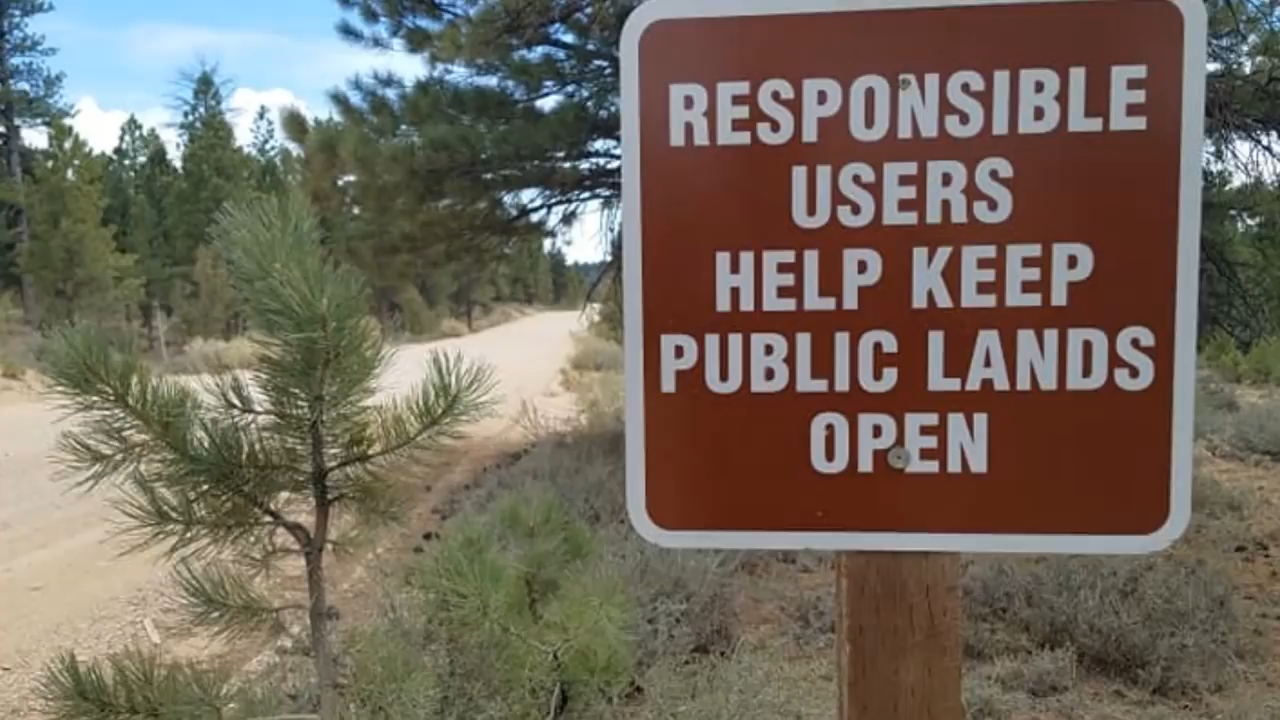 RESPONSIBLE
USERS
HELP KEEP
PUBLIC LANDS
OPEN